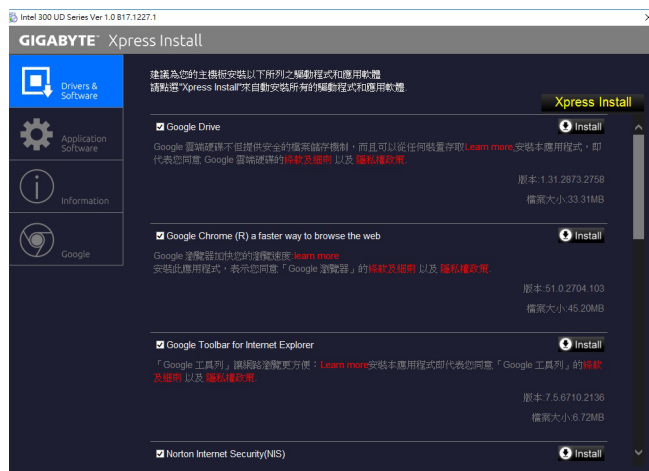 Intel 300 UD Series Ver 1.0 B17.1227.1
GIGABYTE™ Xpress Install
Drivers &
Software
Application
Software
Information
Google
建議為您的主機板安裝以下所列之驅動程式和應用軟體
請點選"Xpress Install"來自動安裝所有的驅動程式和應用軟體.
Xpress Install
Google Drive
Install
Google 雲端硬碟不但提供安全的檔案儲存機制，而且可以從任何裝置存取Learn more,安裝本應用程式，即
代表您同意 Google 雲端硬碟的條款及細則 以及 隱私權政策.
版本:1.31.2873.2758
檔案大小:33.31MB
Google Chrome (R) a faster way to browse the web
Install
Google 瀏覽器加快您的瀏覽速度.learn more
安裝此應用程式，表示您同意「Google 瀏覽器」的條款及細則 以及 隱私權政策.
版本:51.0.2704.103
檔案大小:45.20MB
Google Toolbar for Internet Explorer
Install
「Google 工具列」讓網路瀏覽更方便：Learn more安裝本應用程式即代表您同意「Google 工具列」的條款
及細則 以及 隱私權政策.
版本:7.5.6710.2136
檔案大小:6.72MB
Norton Internet Security(NIS)
Install